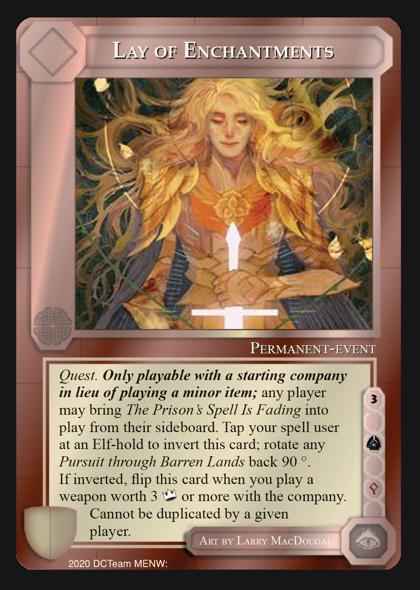 Lay of Enchantments
Permanent-event
Quest. Only playable with a starting company
in lieu of playing a minor item; any player
may bring The Prison's Spell Is Fading into
play from their sideboard. Tap your spell user
at an Elf-hold to invert this card; rotate any
Pursuit through Barren Lands back 90 °.
If inverted, flip this card when you play a
weapon worth 3 or more with the company.
Cannot be duplicated by a given
player.
3
Art by Larry MacDougal
2020 DCTeam MENW: